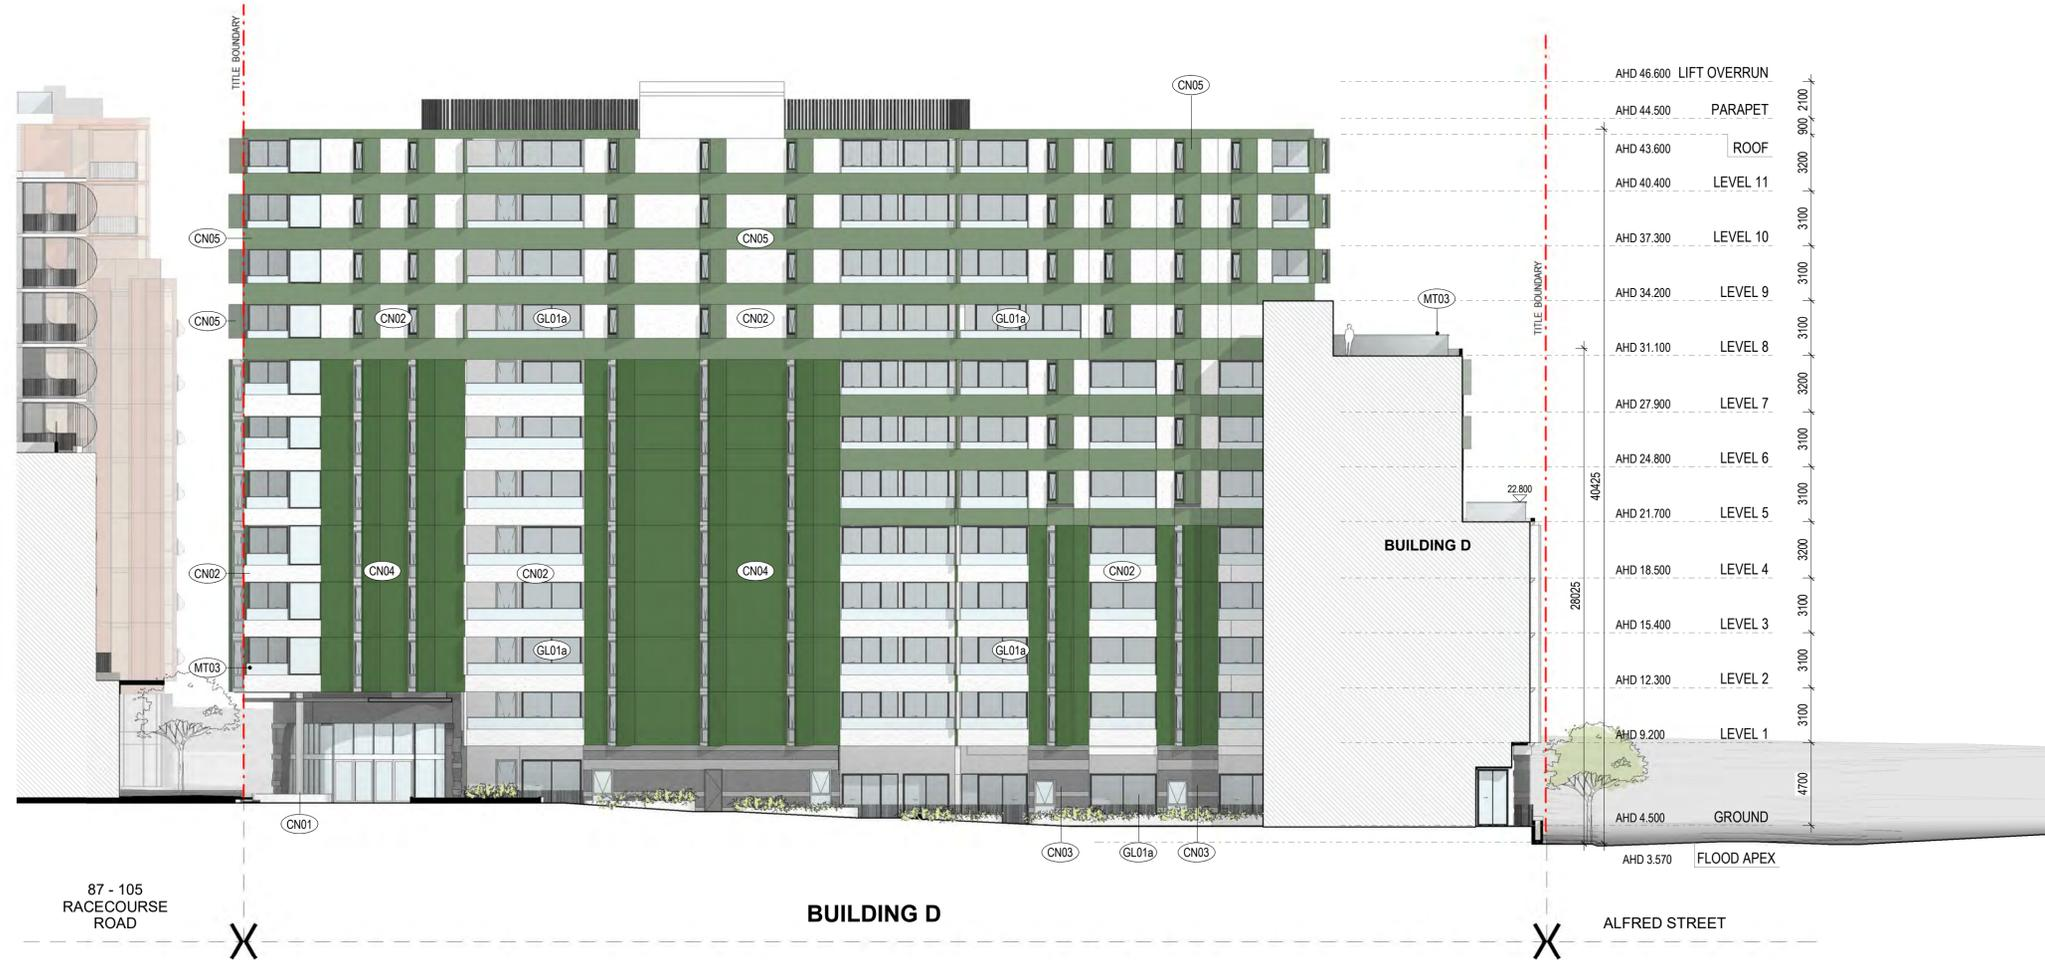 TITLE BOUNDARY
CN05
AHD 46.600 LIFT OVERRUN
2100
AHD 44.500 PARAPET
900
AHD 43.600 ROOF
3200
AHD 40.400 LEVEL 11
3100
CN05
CN05
AHD 37.300 LEVEL 10
3100
TITLE BOUNDARY
AHD 34.200 LEVEL 9
MT03
CN05
CN02
GL01a
CN02
GL01a
3100
AHD 31.100 LEVEL 8
3200
AHD 27.900 LEVEL 7
3100
AHD 24.800 LEVEL 6
40425
22.800
3100
AHD 21.700 LEVEL 5
BUILDING D
3200
CN02
CN04
CN02
CN04
CN02
AHD 18.500 LEVEL 4
28025
3100
AHD 15.400 LEVEL 3
GL01a
GL01a
MT03
3100
AHD 12.300 LEVEL 2
3100
AHD 9.200 LEVEL 1
4700
CN01
AHD 4.500 GROUND
CN03
GL01a
CN03
AHD 3.570 FLOOD APEX
87 - 105
RACECOURSE
ROAD
BUILDING D
ALFRED STREET